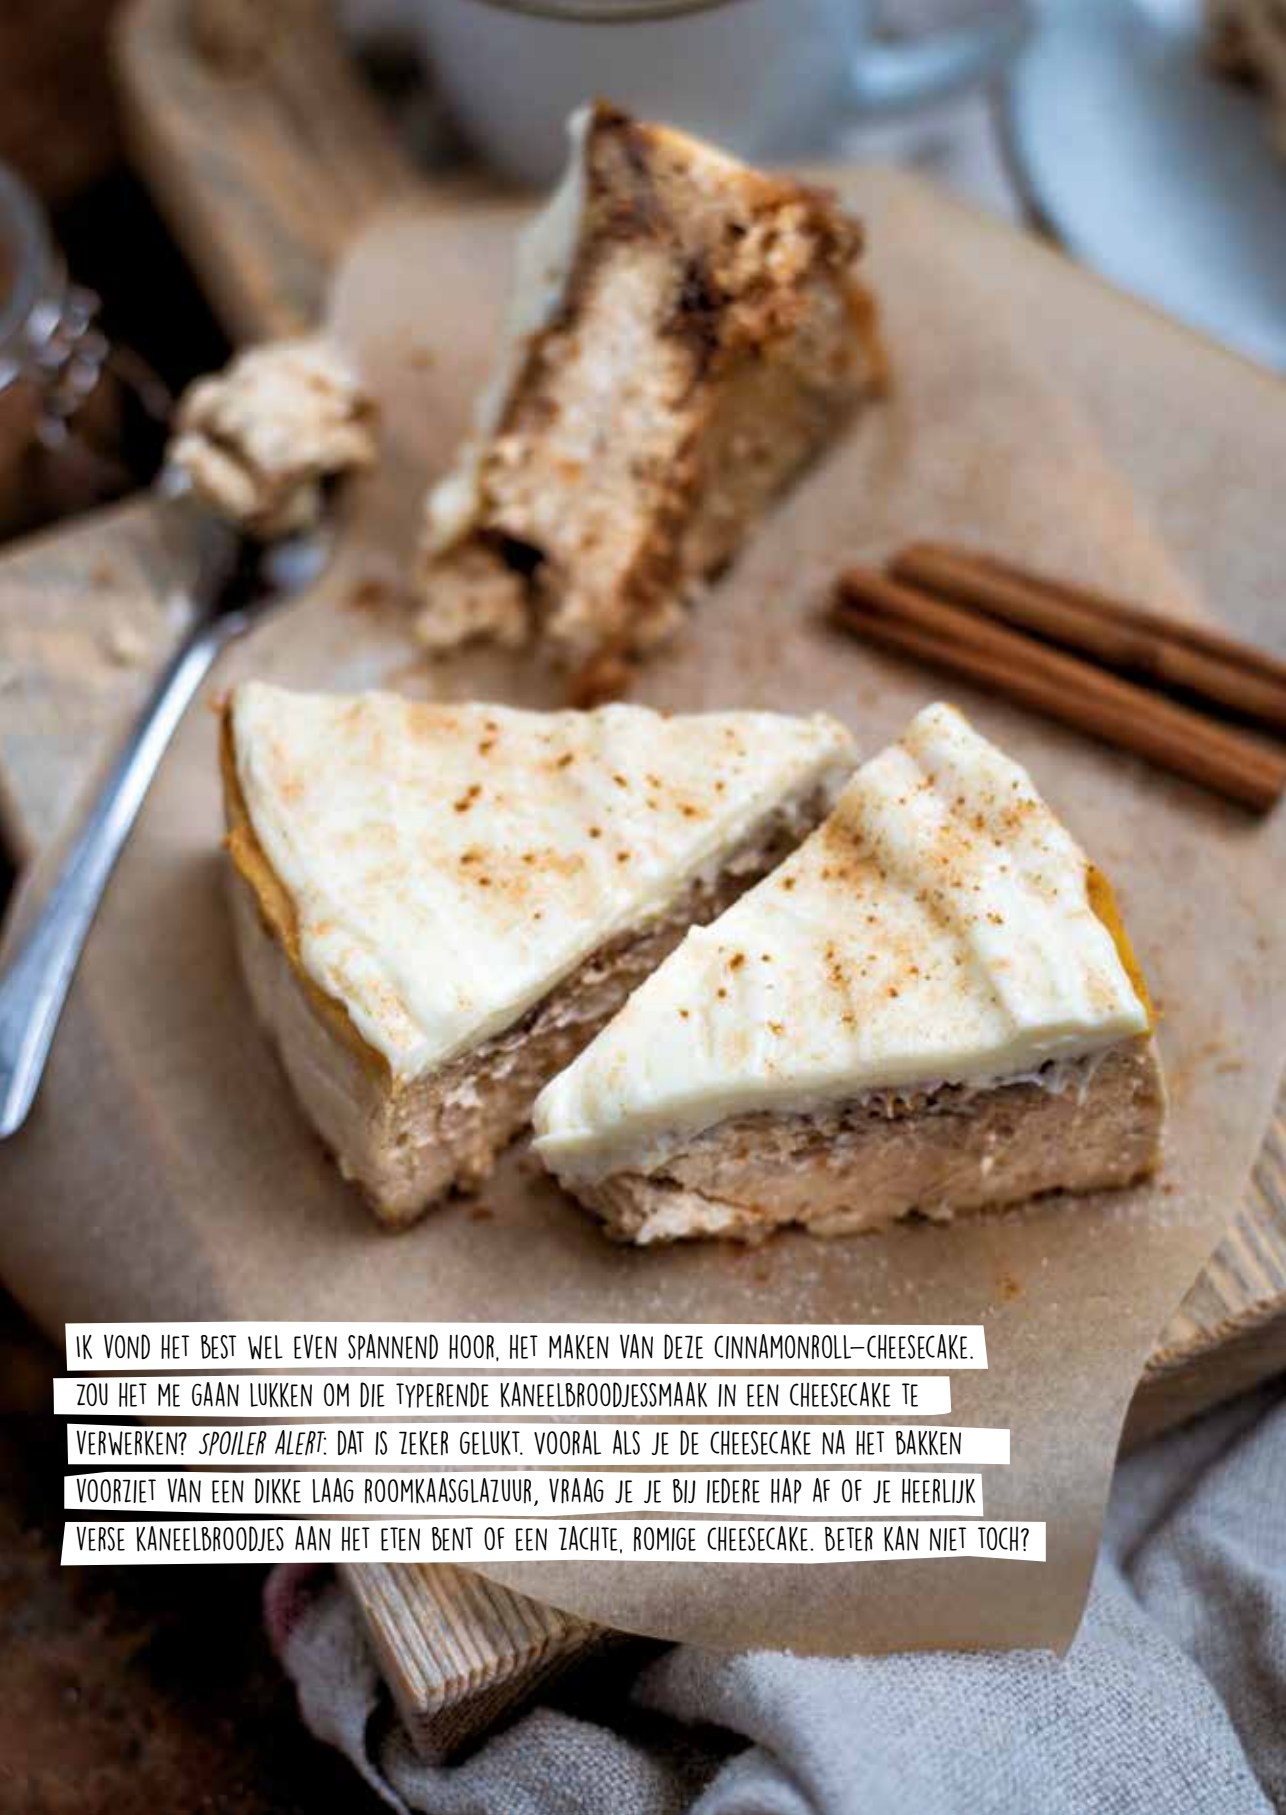 IK VOND HET BEST WEL EVEN SPANNEND HOOR, HET MAKEN VAN DEZE CINNAMONROLL-CHEESECAKE.
ZOU HET ME GAAN LUKKEN OM DIE TYPERENDE KANEELBROODJESSMAAK IN EEN CHEESECAKE TE
VERWERKEN? SPOILER ALERT: DAT IS ZEKER GELUKT. VOORAL ALS JE DE CHEESECAKE NA HET BAKKEN
VOORZIET VAN EEN DIKKE LAAG ROOMKAASGLAZUUR, VRAAG JE JE BIJ IEDERE HAP AF OF JE HEERLIJK
VERSE KANEELBROODJES AAN HET ETEN BENT OF EEN ZACHTE, ROMIGE CHEESECAKE. BETER KAN NIET TOCH?